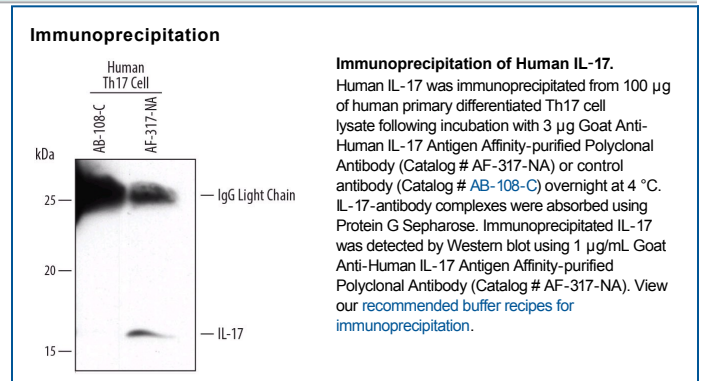 Immunoprecipitation
Human
Th17 Cell
AB-108-C
AF-317-NA
kDa
25
20
15
IgG Light Chain
IL-17
Immunoprecipitation of Human IL-17.
Human IL-17 was immunoprecipitated from 100 µg
of human primary differentiated Th17 cell
lysate following incubation with 3 µg Goat Anti-
Human IL-17 Antigen Affinity-purified Polyclonal
Antibody (Catalog # AF-317-NA) or control
antibody (Catalog # AB-108-C) overnight at 4 °C.
IL-17-antibody complexes were absorbed using
Protein G Sepharose. Immunoprecipitated IL-17
was detected by Western blot using 1 µg/mL Goat
Anti-Human IL-17 Antigen Affinity-purified
Polyclonal Antibody (Catalog # AF-317-NA). View
our recommended buffer recipes for
immunoprecipitation.